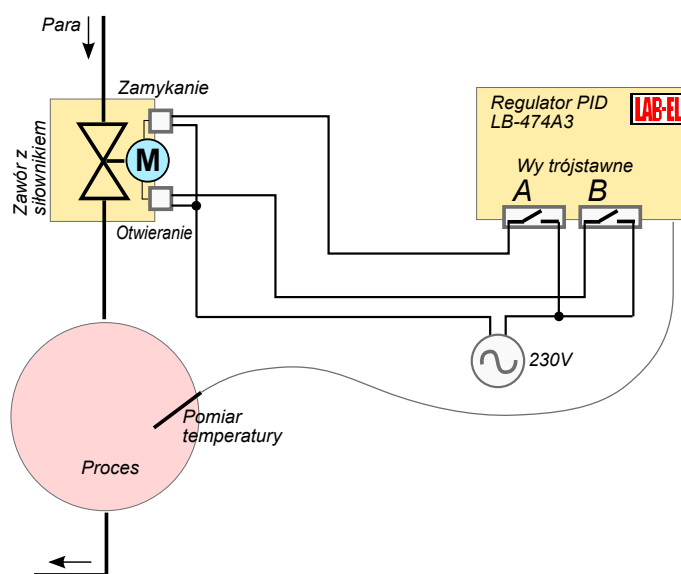 Para
Zamykanie
Zawór z
siłownikiem
M
Otwieranie
Regulator PID
LB-474A3
LAB-EL
Wy trójstawne
A B
230V
Pomiar
temperatury
Proces